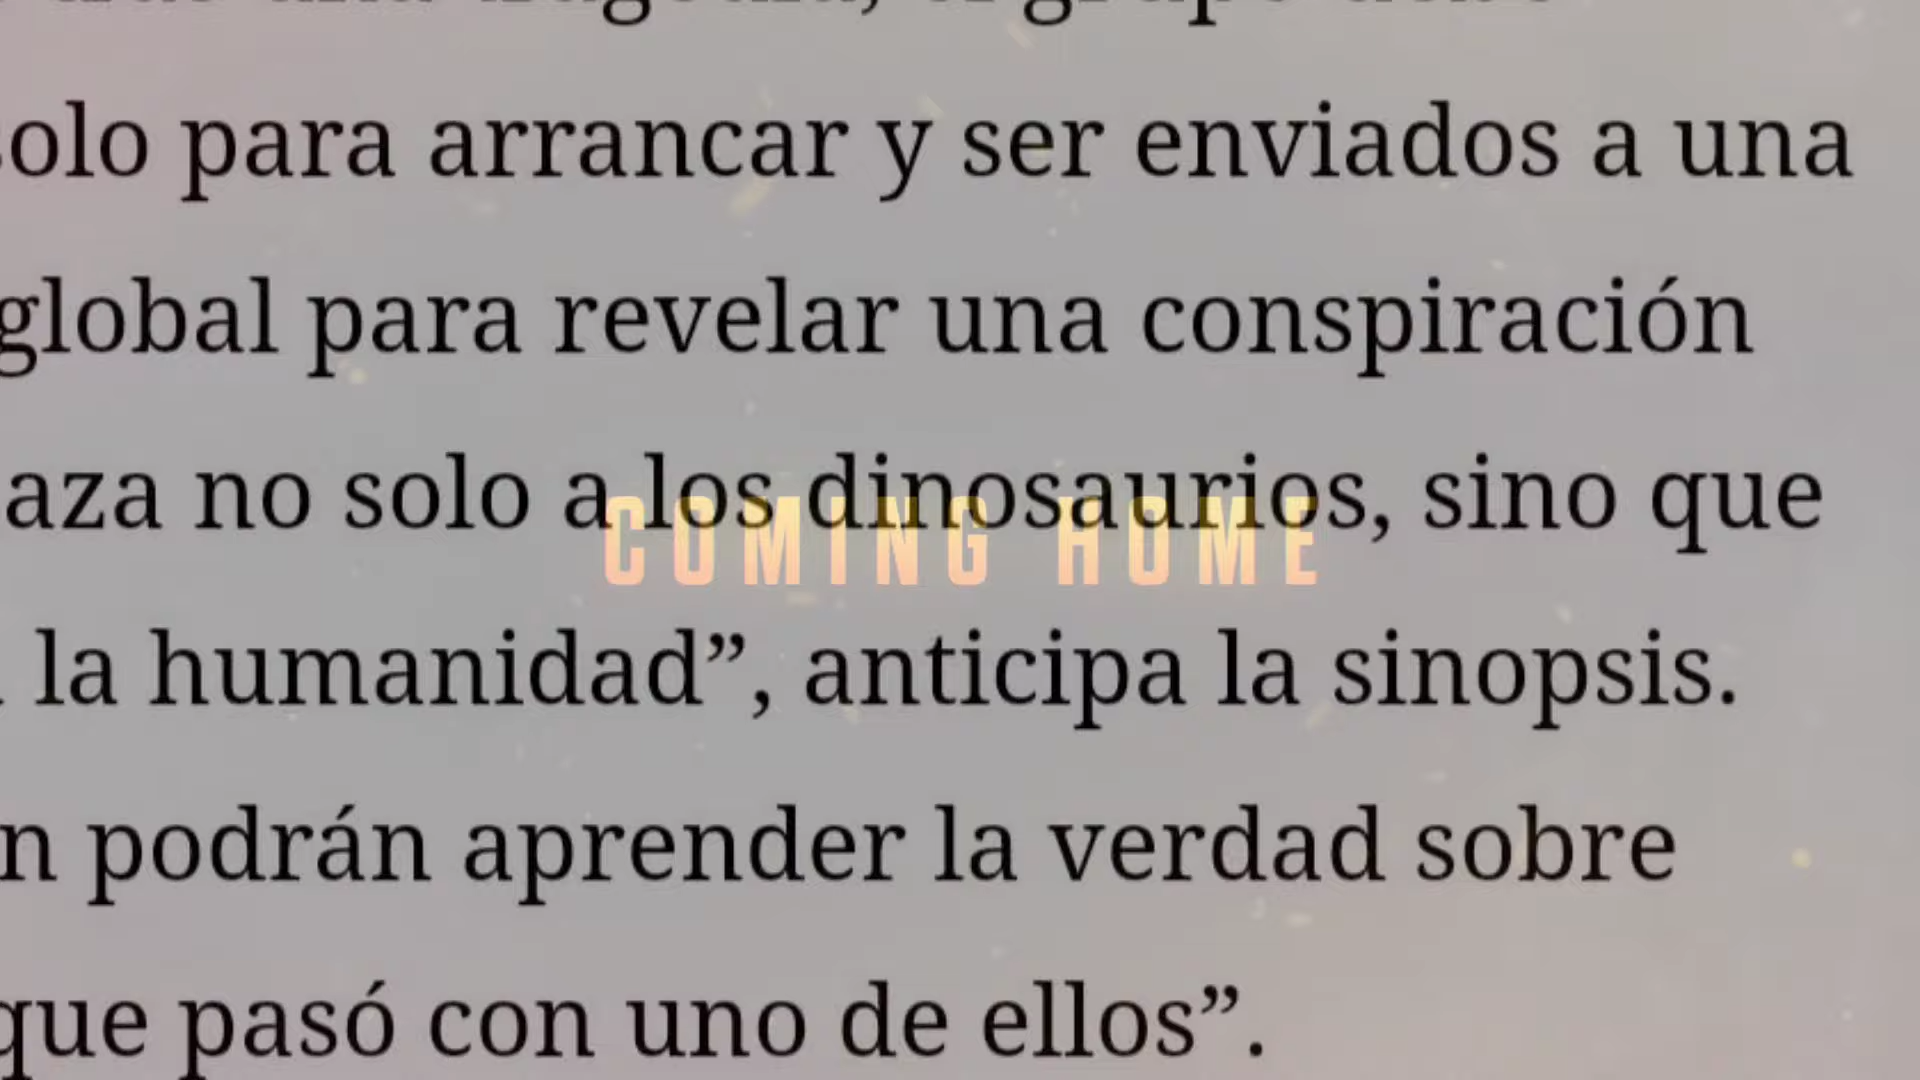 solo para arrancar y ser enviados a una
global para revelar una conspiración
aza no solo a los dinosaurios, sino que
COMING HOME
la humanidad”, anticipa la sinopsis.
n podrán aprender la verdad sobre
que pasó con uno de ellos”.